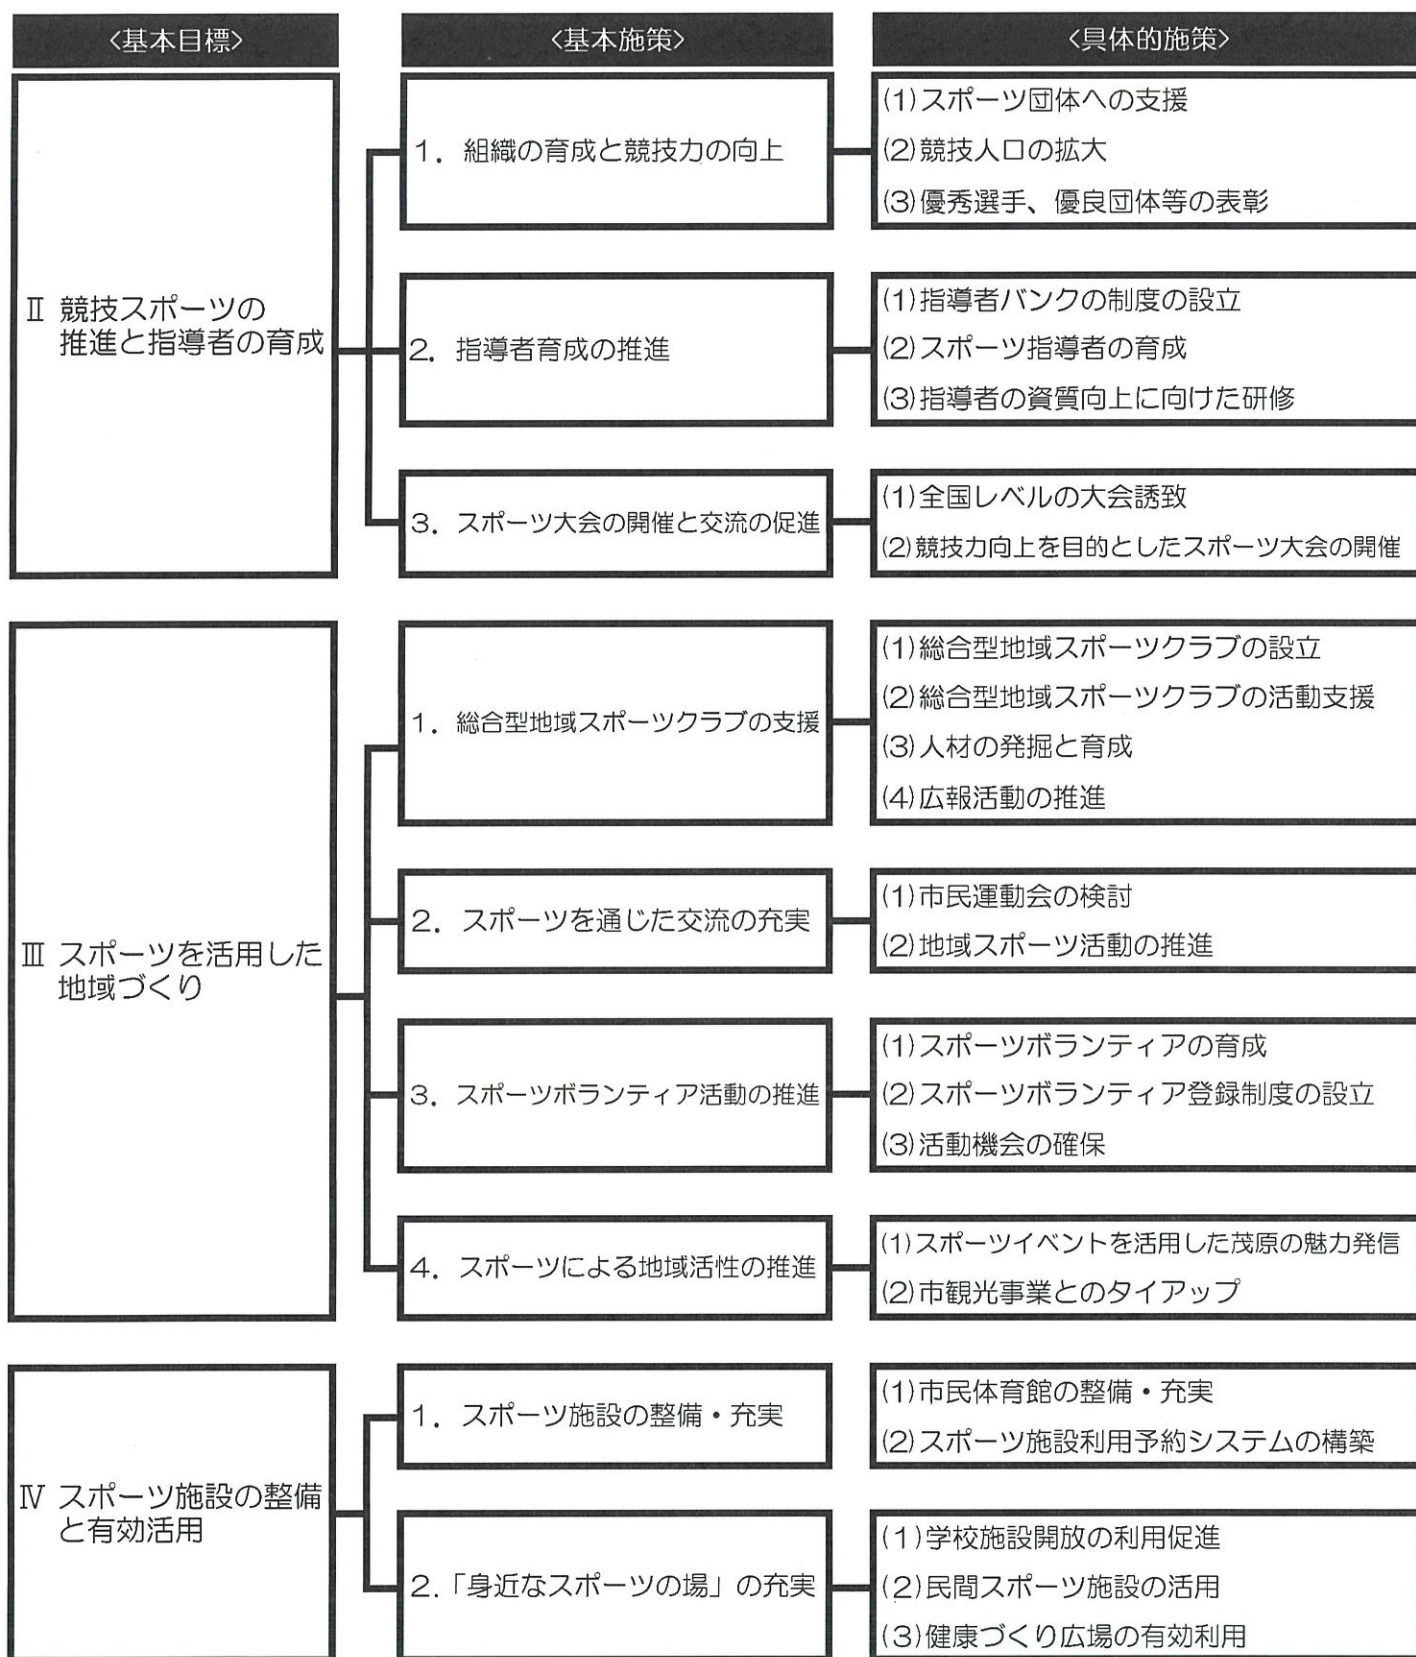 <基本目標>
<基本施策>
<具体的施策>
Ⅱ 競技スポーツの
推進と指導者の育成
1. 組織の育成と競技力の向上
(1)スポーツ団体への支援
(2)競技人口の拡大
(3)優秀選手、優良団体等の表彰
2. 指導者育成の推進
(1)指導者バンクの制度の設立
(2)スポーツ指導者の育成
(3)指導者の資質向上に向けた研修
3. スポーツ大会の開催と交流の促進
(1)全国レベルの大会誘致
(2)競技力向上を目的としたスポーツ大会の開催
Ⅲ スポーツを活用した
地域づくり
1. 総合型地域スポーツクラブの支援
(1)総合型地域スポーツクラブの設立
(2)総合型地域スポーツクラブの活動支援
(3)人材の発掘と育成
(4)広報活動の推進
2. スポーツを通じた交流の充実
(1)市民運動会の検討
(2)地域スポーツ活動の推進
3. スポーツボランティア活動の推進
(1)スポーツボランティアの育成
(2)スポーツボランティア登録制度の設立
(3)活動機会の確保
4. スポーツによる地域活性の推進
(1)スポーツイベントを活用した茂原の魅力発信
(2)市観光事業とのタイアップ
Ⅳ スポーツ施設の整備
と有効活用
1. スポーツ施設の整備・充実
(1)市民体育館の整備・充実
(2)スポーツ施設利用予約システムの構築
2.「身近なスポーツの場」の充実
(1)学校施設開放の利用促進
(2)民間スポーツ施設の活用
(3)健康づくり広場の有効利用